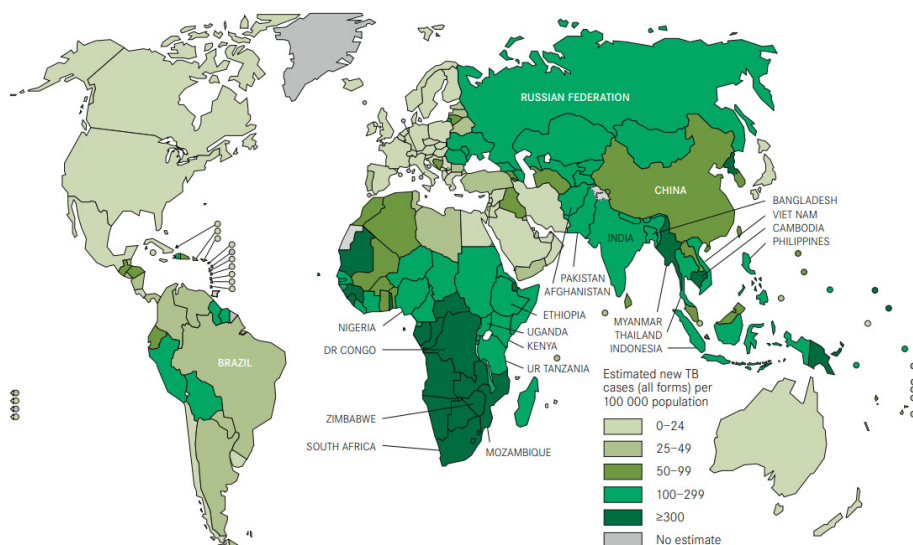 RUSSIAN FEDERATION
CHINA
BANGLADESH
VIET NAM
CAMBODIA
PHILIPPINES
INDIA
PAKISTAN
AFGHANISTAN
ETHIOPIA
NIGERIA
UGANDA
KENYA
DR CONGO
MYANMAR
THAILAND
INDONESIA
BRAZIL
UR TANZANIA
ZIMBABWE
SOUTH AFRICA
MOZAMBIQUE
Estimated new TB
cases (all forms) per
100 000 population
0–24
25–49
50–99
100–299
≥300
No estimate